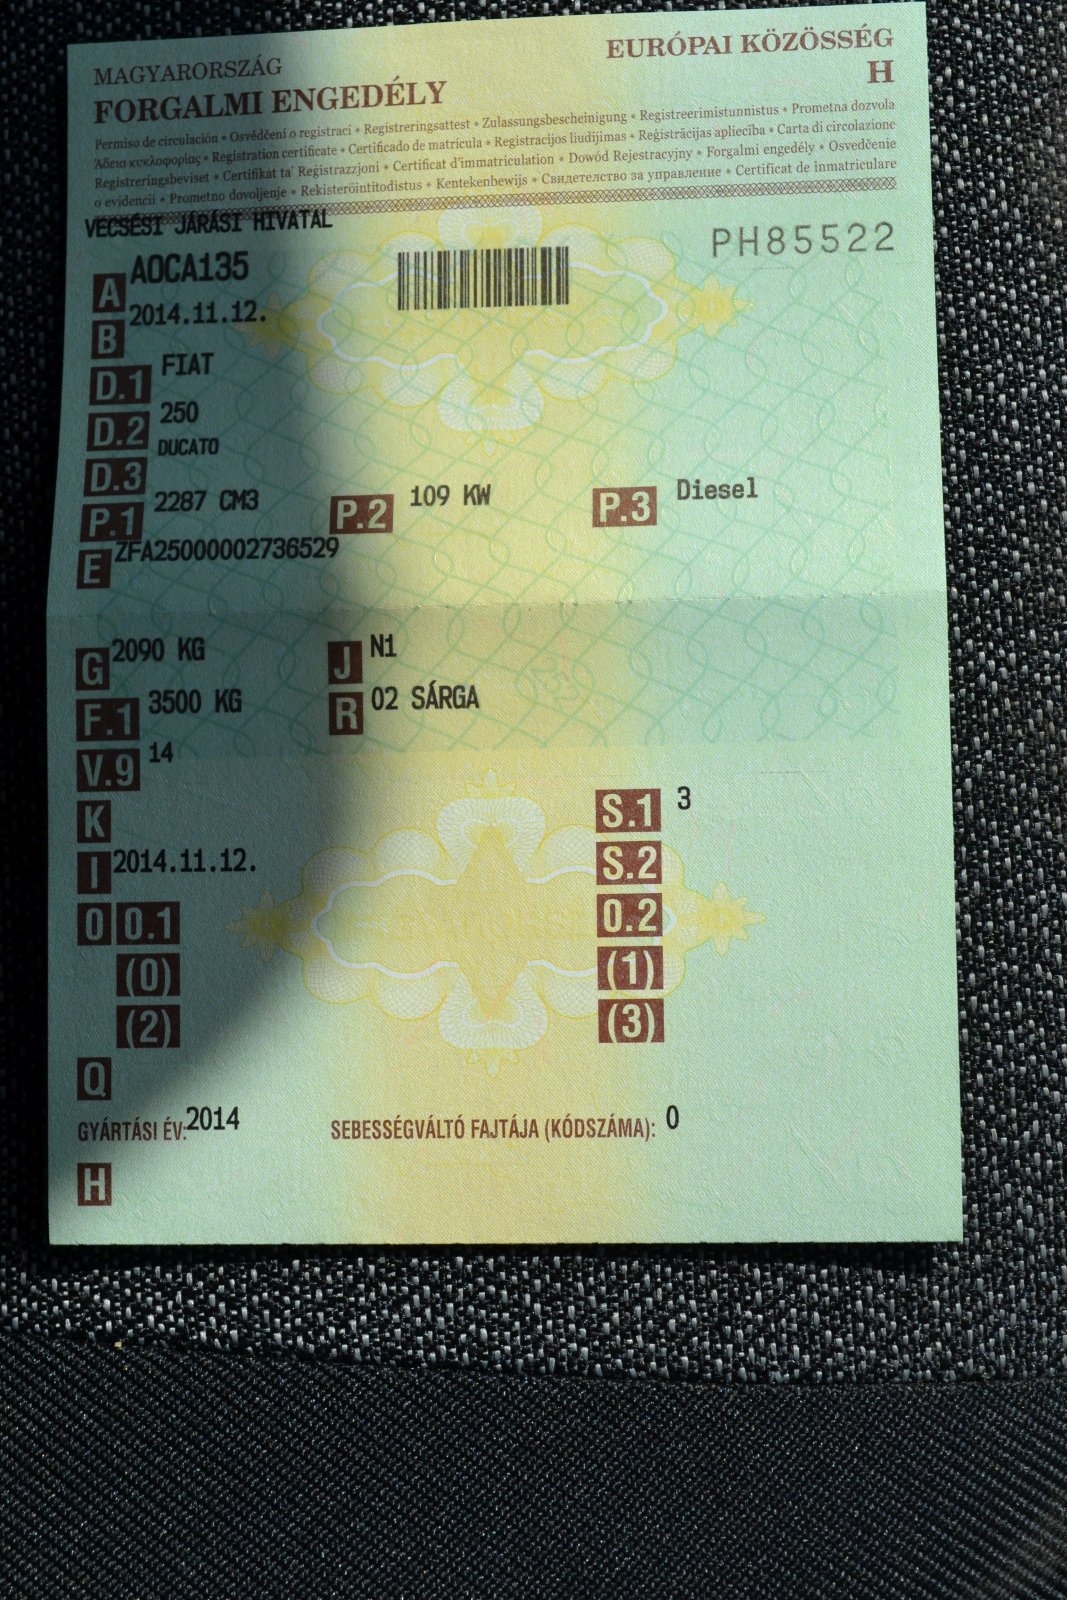 MAGYARORSZÁG
EURÓPAI KÖZÖSSÉG
FORGALMI ENGEDÉLY
H
Permiso de circulación • Osvědčení o registraci • Registreringsattest • Zulassungsbescheinigung • Registreerimistunnistus • Prometna dozvola
Άδεια κυκλοφορίας • Registration certificate • Certificado de matrícula • Registracijos liudijimas • Reģistrācijas apliecība • Carta di circolazione
Registreringsbeviset • Certifikat ta' Reġistrazzjoni • Certificat d'immatriculation • Dowód Rejestracyjny • Forgalmi engedély • Osvedčenie
o evidencii • Prometno dovoljenje • Rekisteröintitodistus • Kentekenbewijs • Свидетелство за управление • Certificat de înmatriculare
VECSÉSI JÁRÁSI HIVATAL
PH85522
A AOCA135
B 2014.11.12.
D.1 FIAT
D.2 250
D.3 DUCATO
P.1 2287 CM3 P.2 109 KW P.3 Diesel
E ZFA25000002736529
G 2090 KG J N1
F.1 3500 KG R 02 SÁRGA
V.9 14
K S.1 3
I 2014.11.12. S.2
O O.1 O.2
(0) (1)
(2) (3)
Q
GYÁRTÁSI ÉV: 2014 SEBESSÉGVÁLTÓ FAJTÁJA (KÓDSZÁMA): 0
H